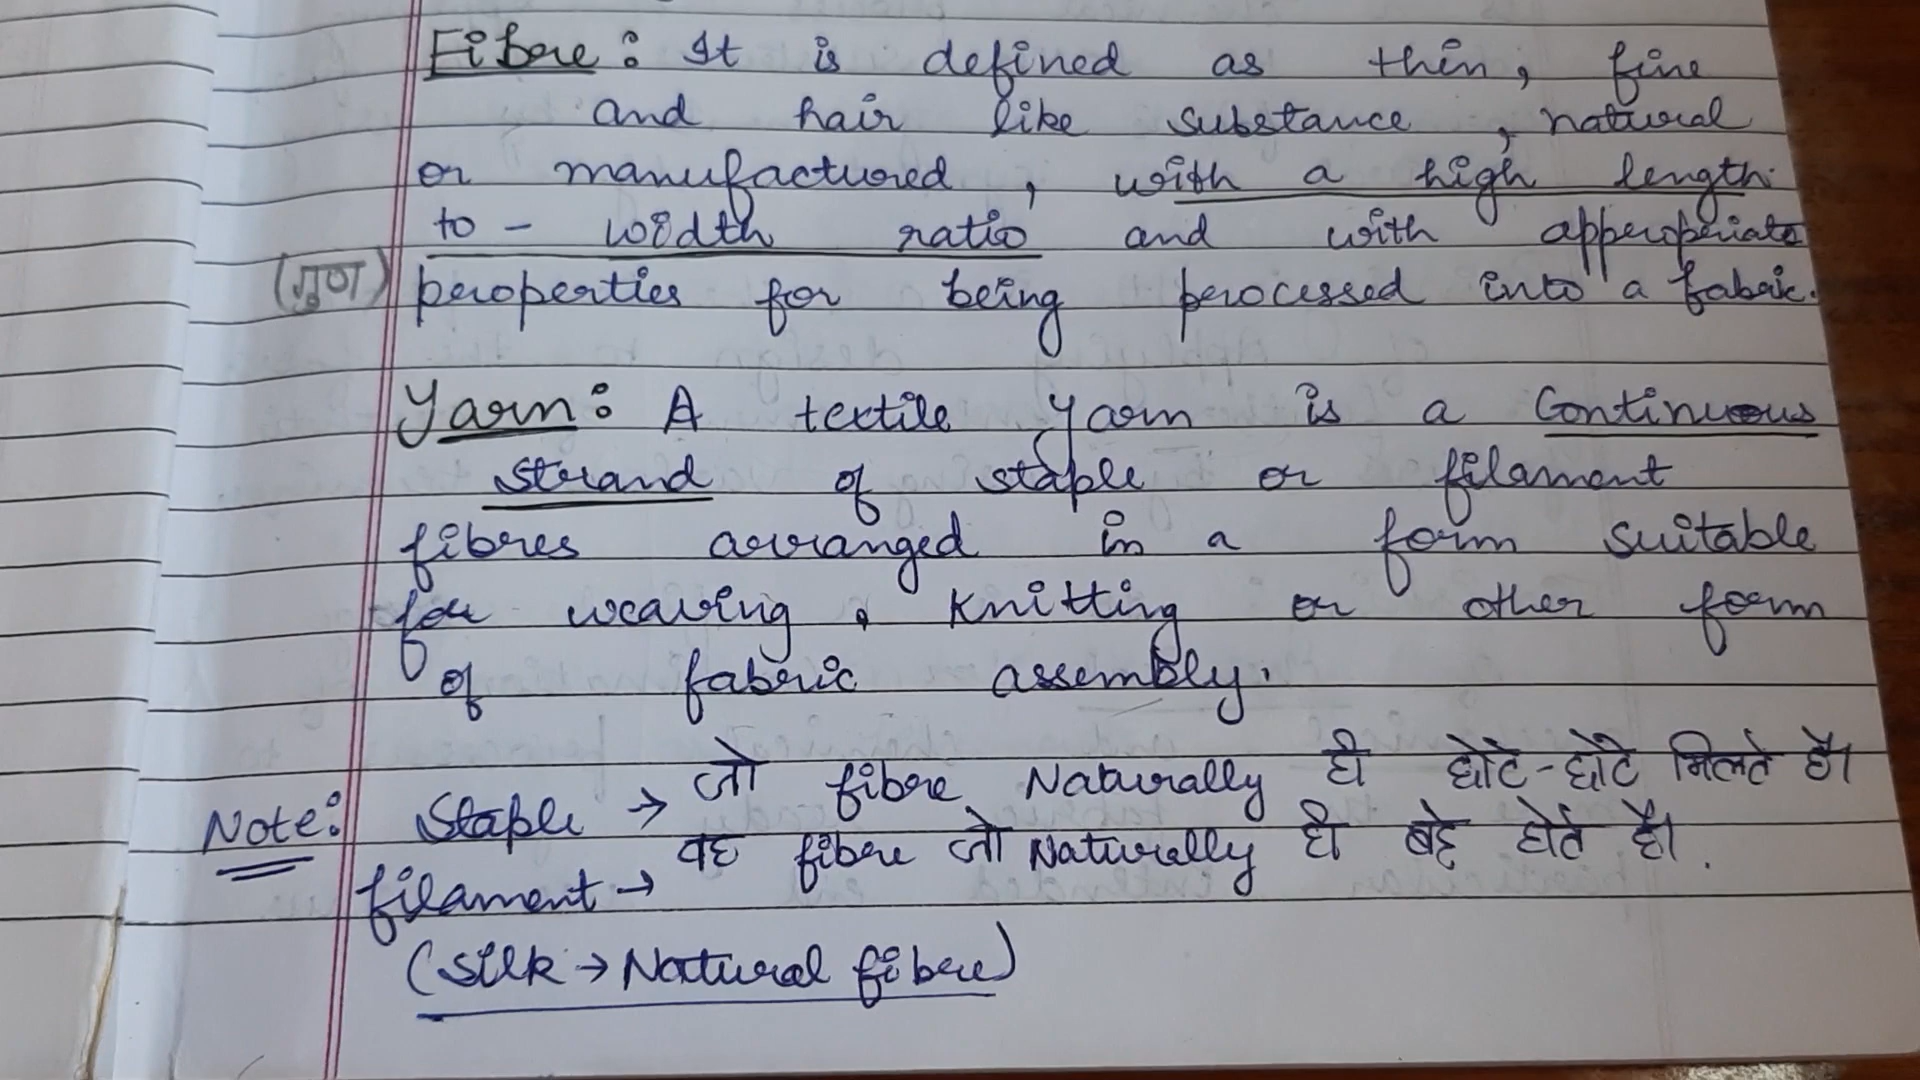 Fibre: It is defined as thin, fine
and hair like substance, natural
or manufactured, with a high length-
to - width ratio and with appropriate
(गुण) properties for being processed into a fabric.
Yarn: A textile yarn is a Continuous
strand of staple or filament
fibres arranged in a form suitable
for weaving, knitting or other form
of fabric assembly.
Note: Staple → जो fibre Naturally ही छोटे-छोटे मिलते है।
filament → वह fibre जो Naturally ही बड़े होते है।
(silk → Natural fibre)